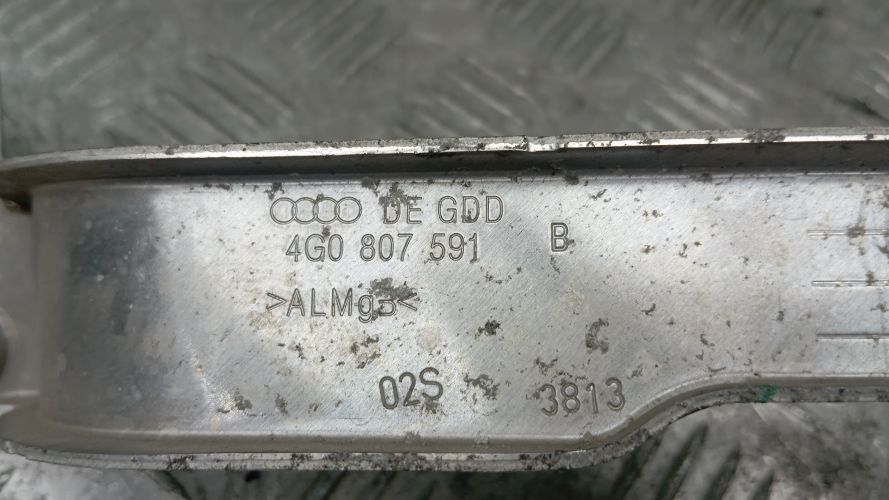 DE GDD
4G0 807 591 B
>ALMg3<
02S 3813